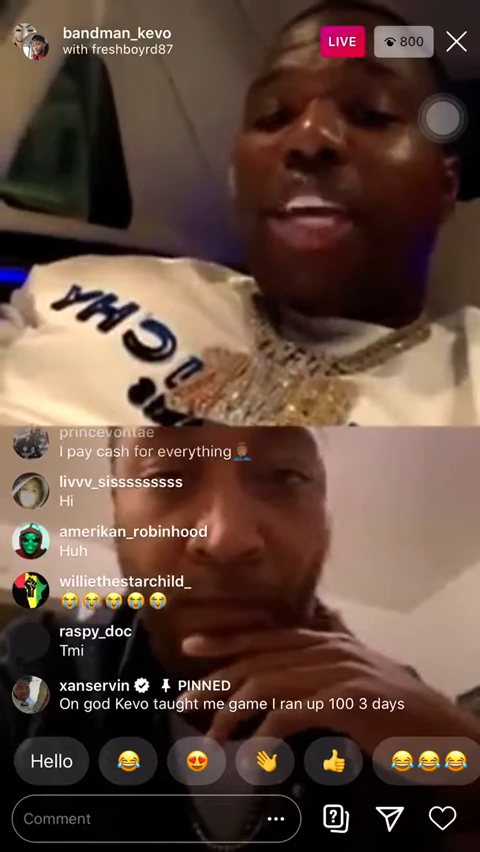 bandman_kevo
with freshboyrd87
LIVE
800
princevontae
I pay cash for everything🤦🏽‍♂️
livvv_sisssssssss
Hi
amerikan_robinhood
Huh
williethestarchild_
😭😭😭😭😭
raspy_doc
Tmi
xanservin PINNED
On god Kevo taught me game I ran up 100 3 days
Hello 😂 😍 👋 👍 😂😂😂
Comment